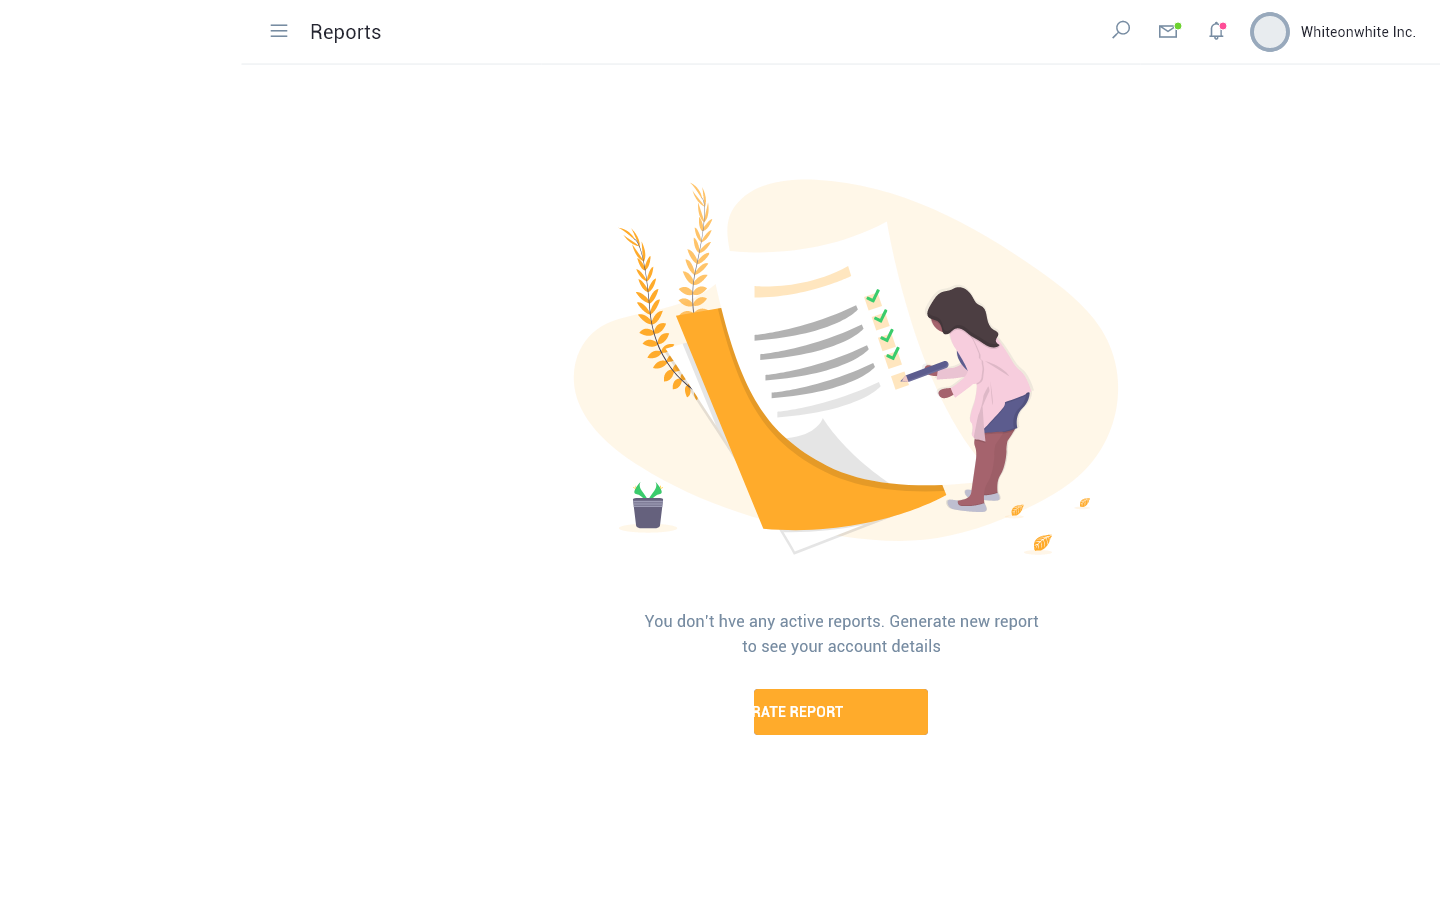 Reports
Whiteonwhite Inc.
You don't hve any active reports. Generate new report
to see your account details
RATE REPORT